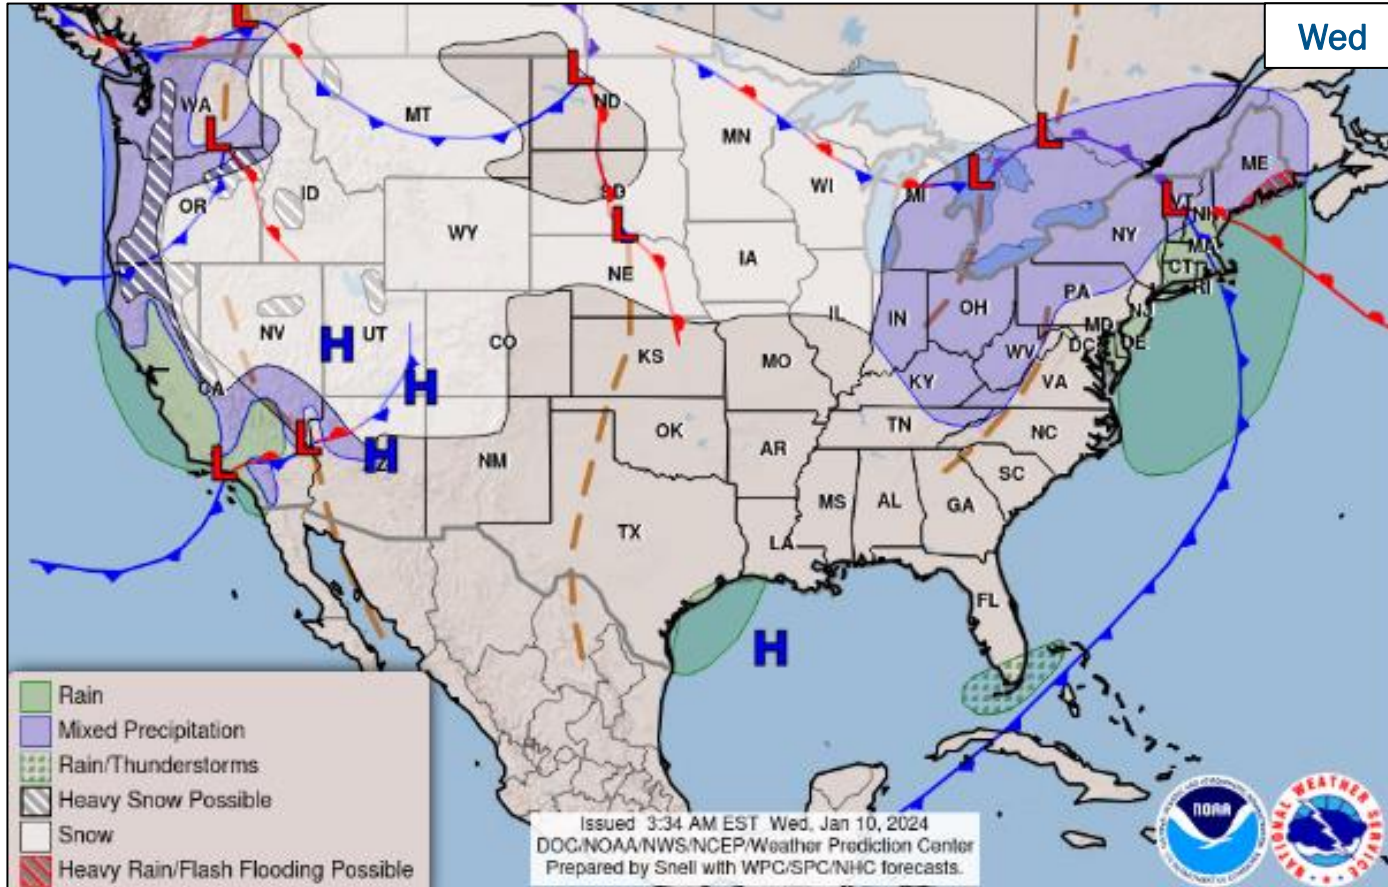 Wed
L
L
WA
MT
ND
L
MN
L
ME
L
OR
ID
SD
WI
MI
L
L
VT
NH
WY
L
NY
MA
IA
NE
CT
RI
PA
NV
H
UT
CO
IL
IN
OH
NJ
MD
DE
DC
KS
MO
WV
CA
H
KY
VA
L
H
NM
OK
AR
TN
NC
L
SC
MS
AL
GA
TX
LA
FL
H
Rain
Mixed Precipitation
Rain/Thunderstorms
Heavy Snow Possible
Snow
Heavy Rain/Flash Flooding Possible
Issued 3:34 AM EST Wed, Jan 10, 2024
DOC/NOAA/NWS/NCEP/Weather Prediction Center
Prepared by Snell with WPC/SPC/NHC forecasts.
NOAA
NATIONAL WEATHER SERVICE